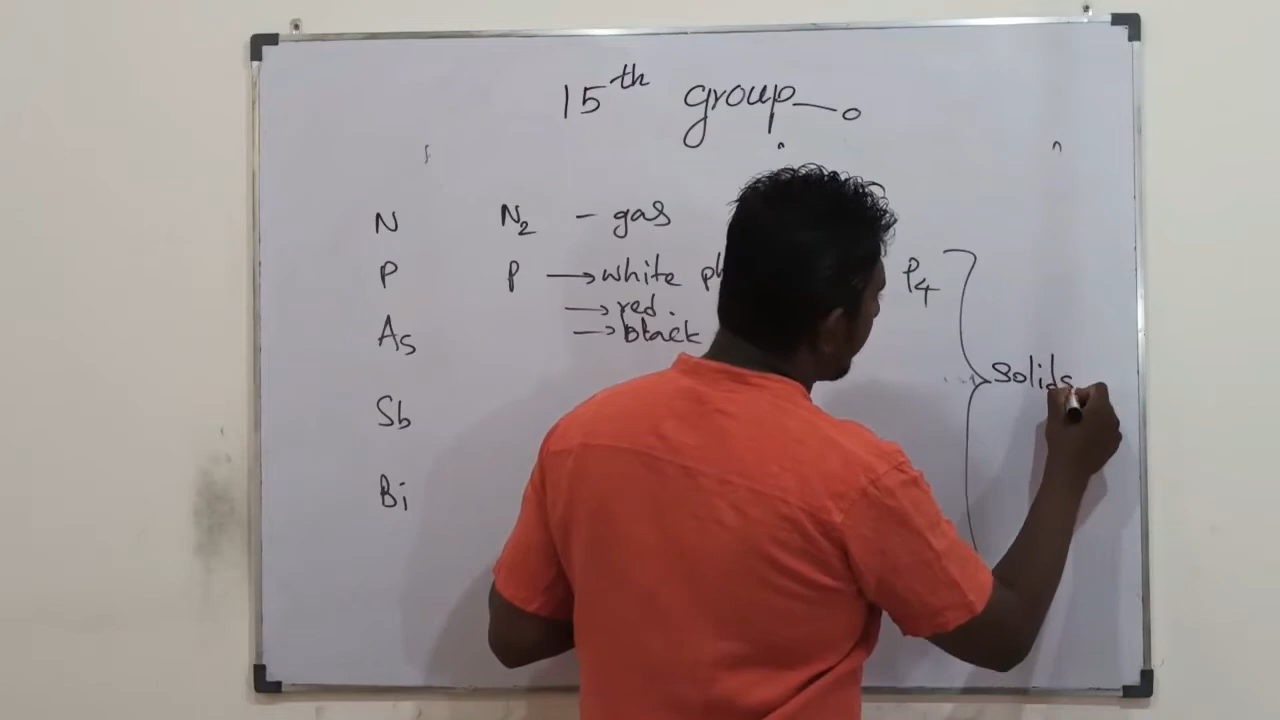 15th group
N N2 - gas
P P → white P4
→ red.
As → black
solids
Sb
Bi